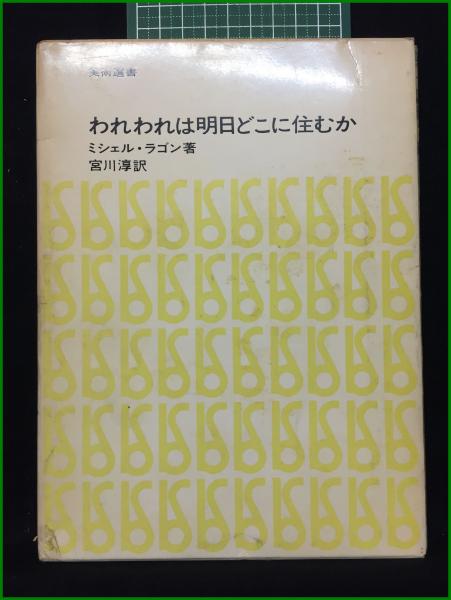 美術選書
われわれは明日どこに住むか
ミシェル・ラゴン著
宮川淳訳